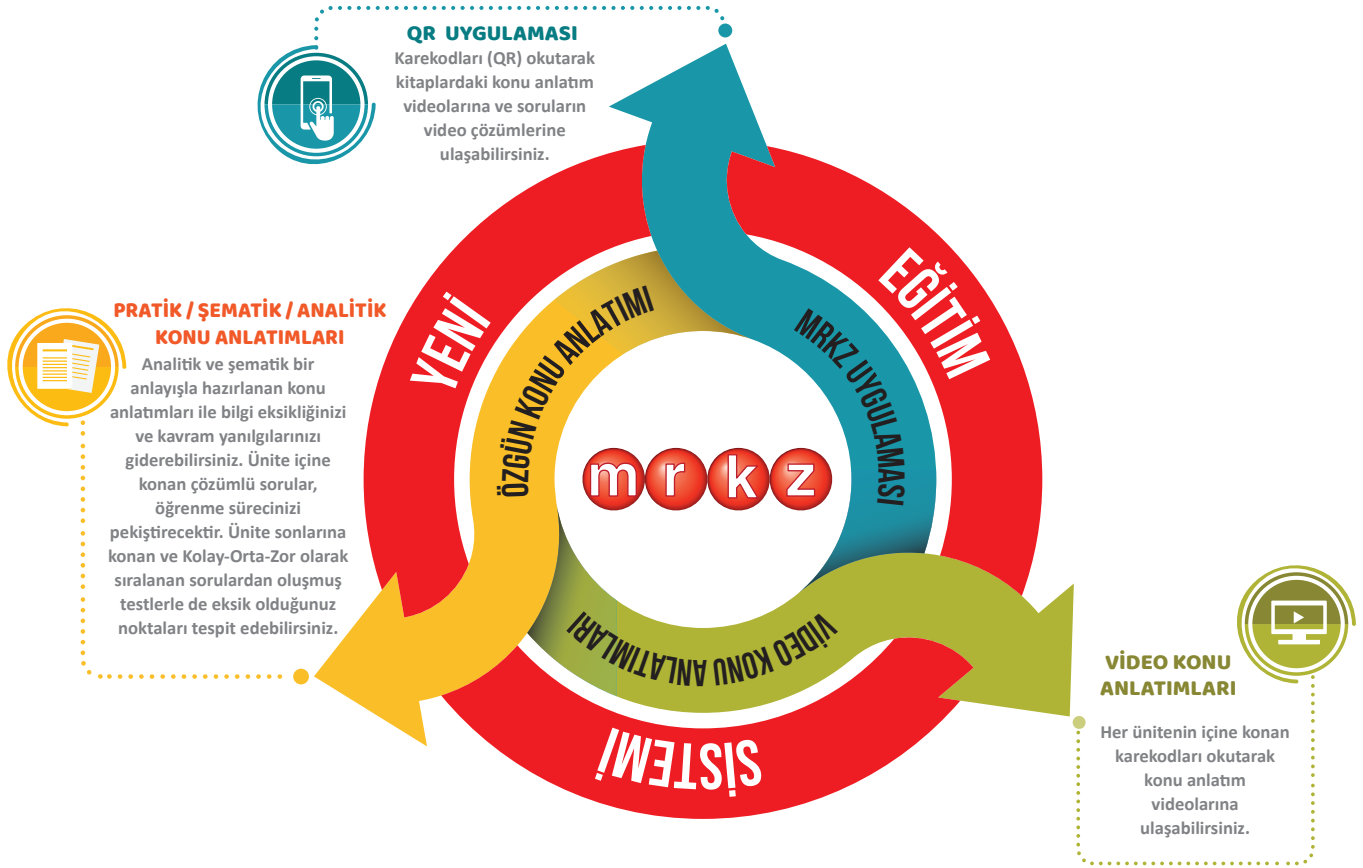 QR UYGULAMASI
Karekodları (QR) okutarak
kitaplardaki konu anlatım
videolarına ve soruların
video çözümlerine
ulaşabilirsiniz.
PRATİK / ŞEMATİK / ANALİTİK
KONU ANLATIMLARI
Analitik ve şematik bir
anlayışla hazırlanan konu
anlatımları ile bilgi eksikliğinizi
ve kavram yanılgılarınızı
giderebilirsiniz. Ünite içine
konan çözümlü sorular,
öğrenme sürecinizi
pekiştirecektir. Ünite sonlarına
konan ve Kolay-Orta-Zor olarak
sıralanan sorulardan oluşmuş
testlerle de eksik olduğunuz
noktaları tespit edebilirsiniz.
YENİ
EĞİTİM
SİSTEMİ
ÖZGÜN KONU ANLATIMI
MRKZ UYGULAMASI
VİDEO KONU ANLATIMLARI
mrkz
VİDEO KONU
ANLATIMLARI
Her ünitenin içine konan
karekodları okutarak
konu anlatım
videolarına
ulaşabilirsiniz.